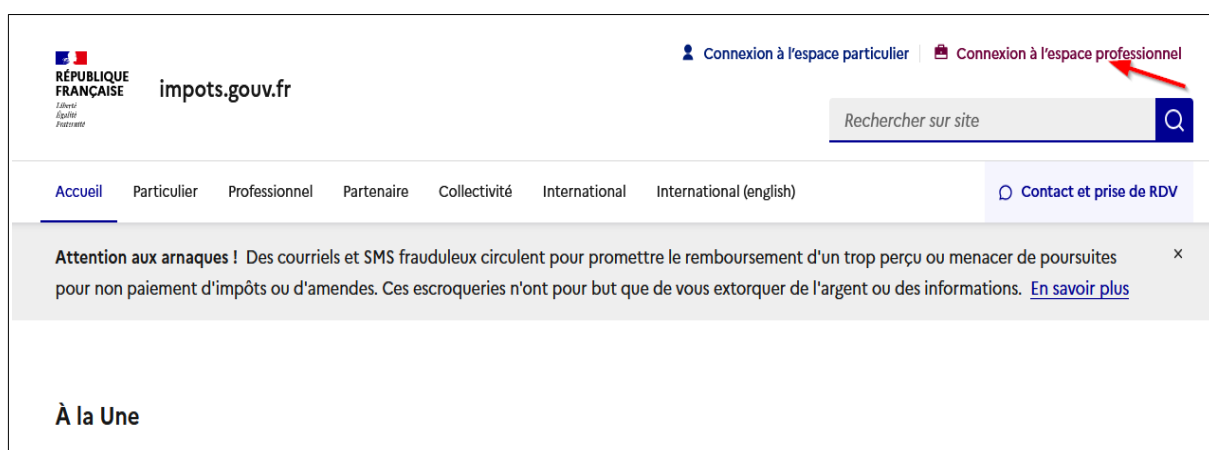 Connexion à l'espace particulier
Connexion à l'espace professionnel
RÉPUBLIQUE
FRANÇAISE
Liberté
Égalité
Fraternité
impots.gouv.fr
Rechercher sur site
Accueil Particulier Professionnel Partenaire Collectivité International International (english) Contact et prise de RDV
Attention aux arnaques ! Des courriels et SMS frauduleux circulent pour promettre le remboursement d'un trop perçu ou menacer de poursuites x
pour non paiement d'impôts ou d'amendes. Ces escroqueries n'ont pour but que de vous extorquer de l'argent ou des informations. En savoir plus
À la Une